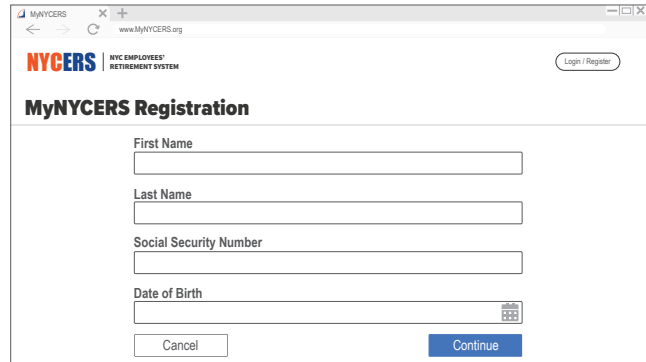 MyNYCERS
www.MyNYCERS.org
NYCERS
NYC EMPLOYEES'
RETIREMENT SYSTEM
Login / Register
MyNYCERS Registration
First Name
Last Name
Social Security Number
Date of Birth
Cancel
Continue